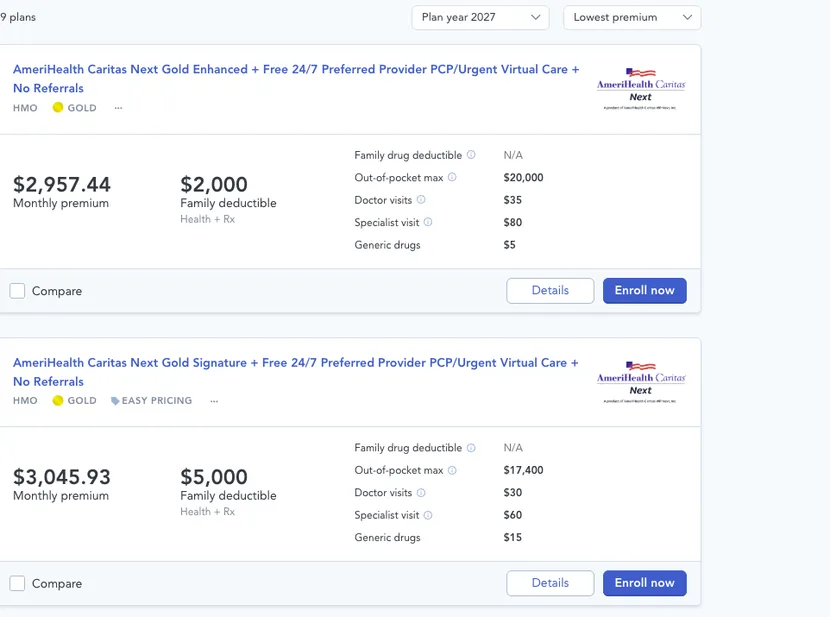 9 plans
Plan year 2027
Lowest premium
AmeriHealth Caritas Next Gold Enhanced + Free 24/7 Preferred Provider PCP/Urgent Virtual Care +
No Referrals
HMO GOLD ...
AmeriHealth Caritas
Next
$2,957.44
Monthly premium
$2,000
Family deductible
Health + Rx
Family drug deductible N/A
Out-of-pocket max $20,000
Doctor visits $35
Specialist visit $80
Generic drugs $5
Compare
Details
Enroll now
AmeriHealth Caritas Next Gold Signature + Free 24/7 Preferred Provider PCP/Urgent Virtual Care +
No Referrals
HMO GOLD EASY PRICING ...
AmeriHealth Caritas
Next
$3,045.93
Monthly premium
$5,000
Family deductible
Health + Rx
Family drug deductible N/A
Out-of-pocket max $17,400
Doctor visits $30
Specialist visit $60
Generic drugs $15
Compare
Details
Enroll now